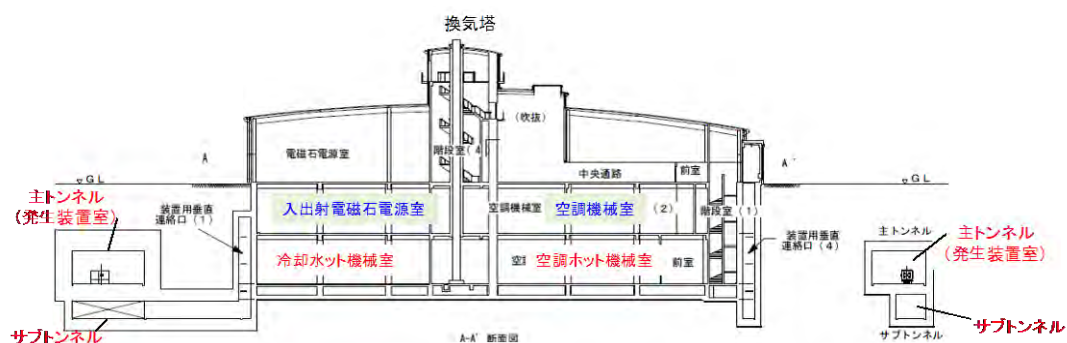 換気塔
(吹抜)
電磁石電源室
階段室(4)
A
A'
中央通路
前室
GL
GL
主トンネル
(発生装置室)
装置用垂直
連絡口(1)
入出射電磁石電源室
空調機械室
空調機械室
(2)
階段室(1)
装置用垂直
連絡口(4)
主トンネル
主トンネル
(発生装置室)
冷却水ホット機械室
空調ホット機械室
前室
サブトンネル
サブトンネル
サブトンネル
A-A' 断面図